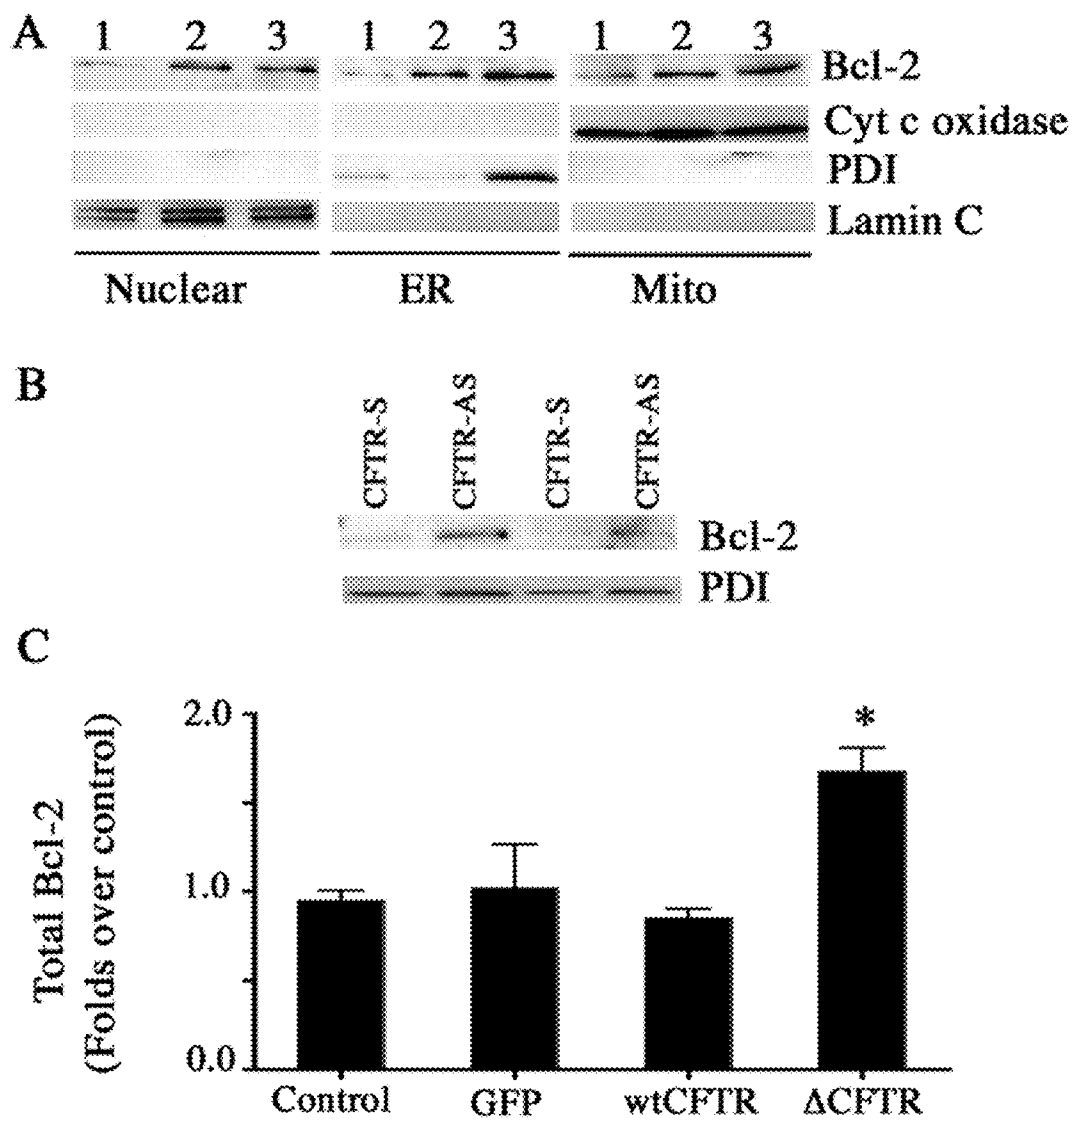 A
1 2 3 1 2 3 1 2 3
Bcl-2
Cyt c oxidase
PDI
Lamin C
Nuclear ER Mito
B
CFTR-S CFTR-AS CFTR-S CFTR-AS
Bcl-2
PDI
C
Total Bcl-2
(Folds over control)
2.0
*
1.0
0.0
Control GFP wtCFTR ΔCFTR